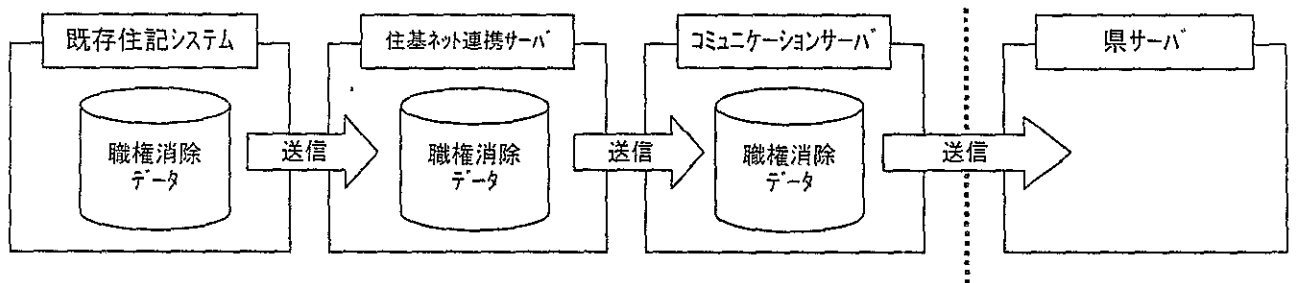 既存住記システム
住基ネット連携サーバ
コミュニケーションサーバ
県サーバ
職権消除
データ
送信
職権消除
データ
送信
職権消除
データ
送信